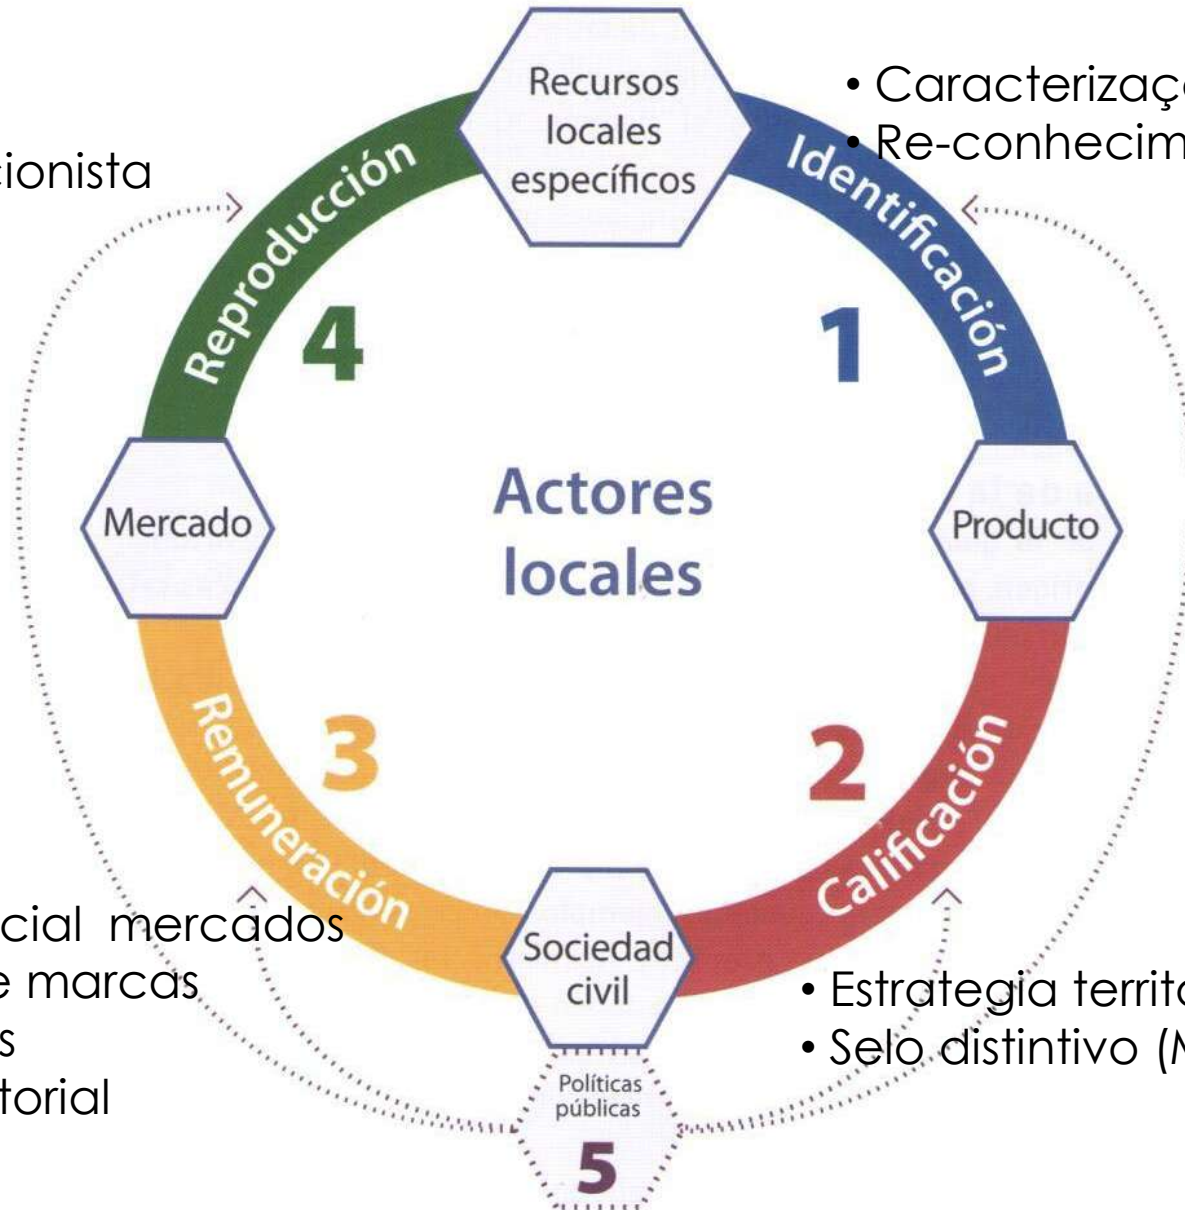 Recursos
locales
específicos
• Caracterizaç
• Re-conhecim
cionista
Reproducción
Identificación
4
1
Actores
locales
Mercado
Producto
3
2
Remuneración
Calificación
cial mercados
e marcas
s
torial
Sociedad
civil
• Estrategia territo
• Selo distintivo (M
Políticas
públicas
5